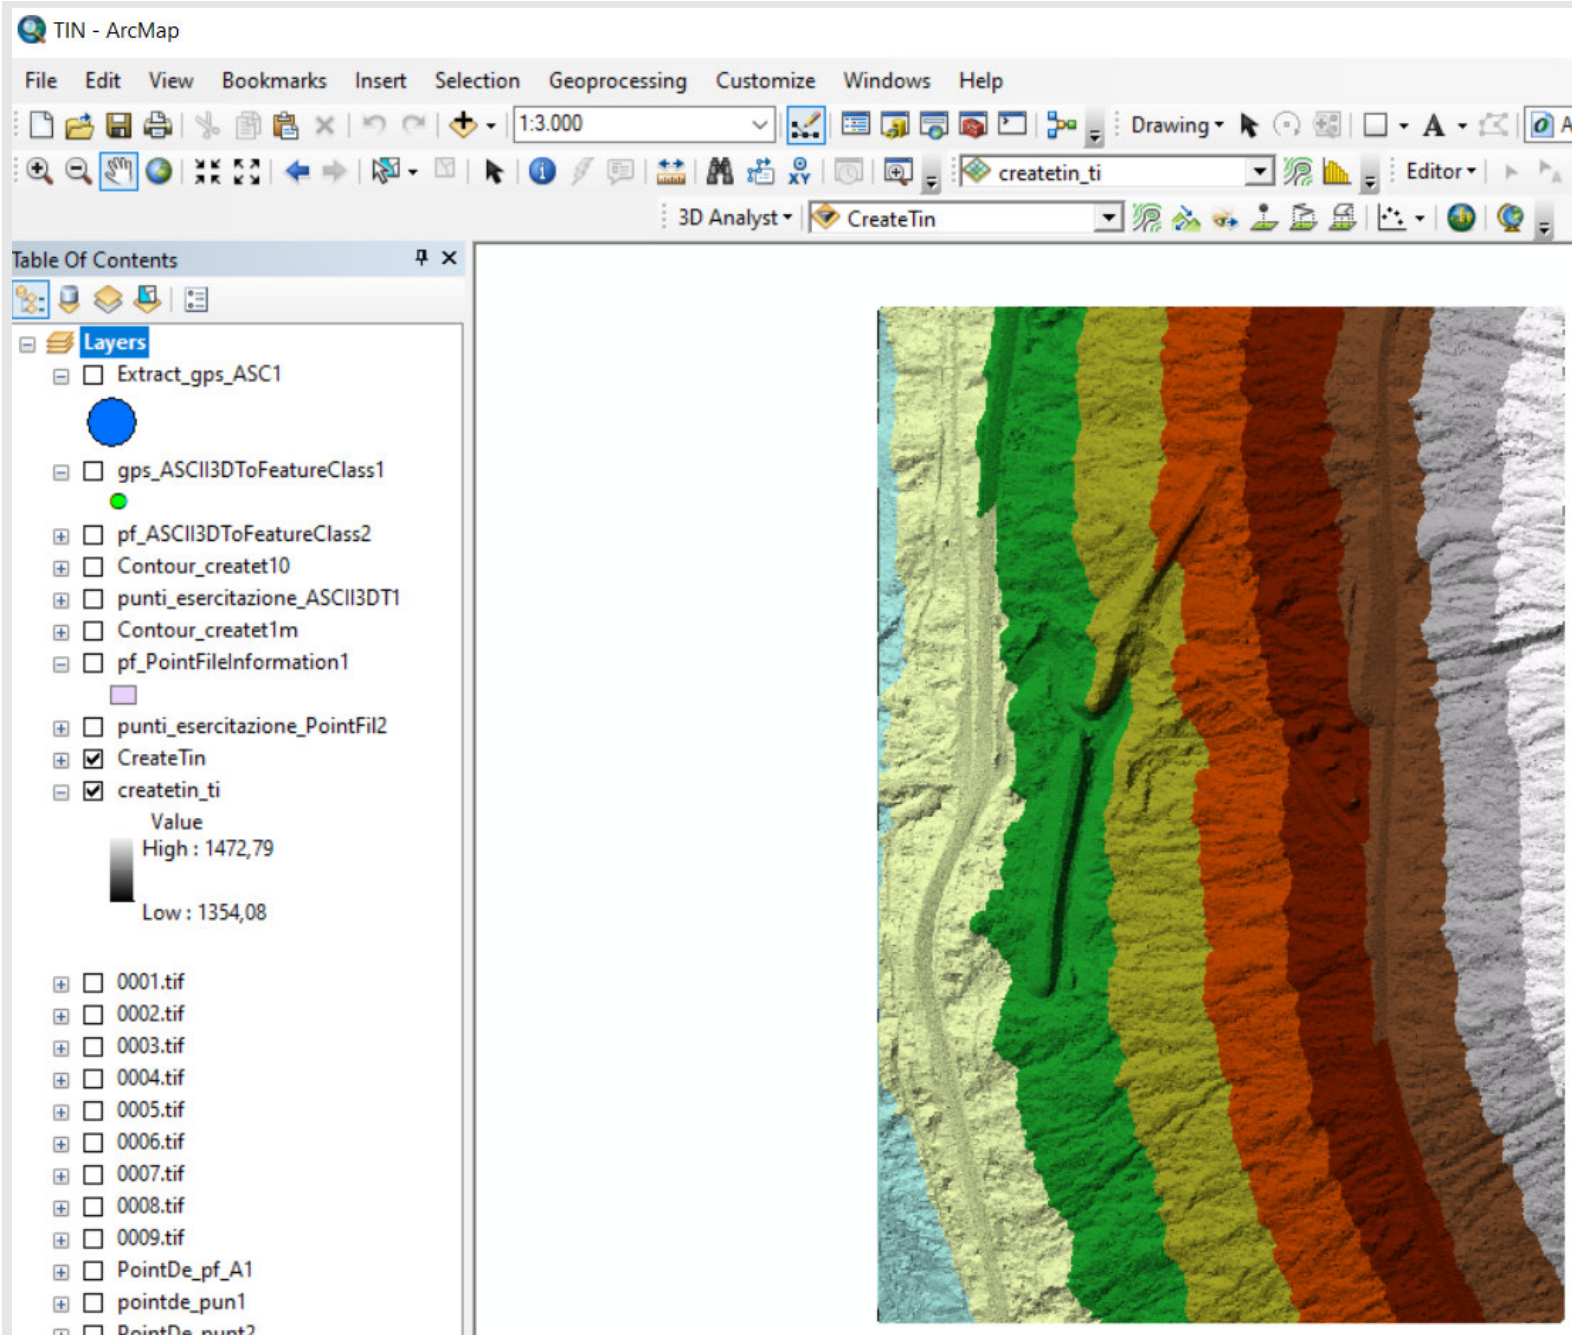 TIN - ArcMap
File Edit View Bookmarks Insert Selection Geoprocessing Customize Windows Help
1:3.000 Drawing A
XY createtin_ti Editor
3D Analyst CreateTin
Table Of Contents
Layers
Extract_gps_ASC1
gps_ASCII3DToFeatureClass1
pf_ASCII3DToFeatureClass2
Contour_createt10
punti_esercitazione_ASCII3DT1
Contour_createt1m
pf_PointFileInformation1
punti_esercitazione_PointFil2
CreateTin
createtin_ti
Value
High : 1472,79
Low : 1354,08
0001.tif
0002.tif
0003.tif
0004.tif
0005.tif
0006.tif
0007.tif
0008.tif
0009.tif
PointDe_pf_A1
pointde_pun1
PointDe_punt2